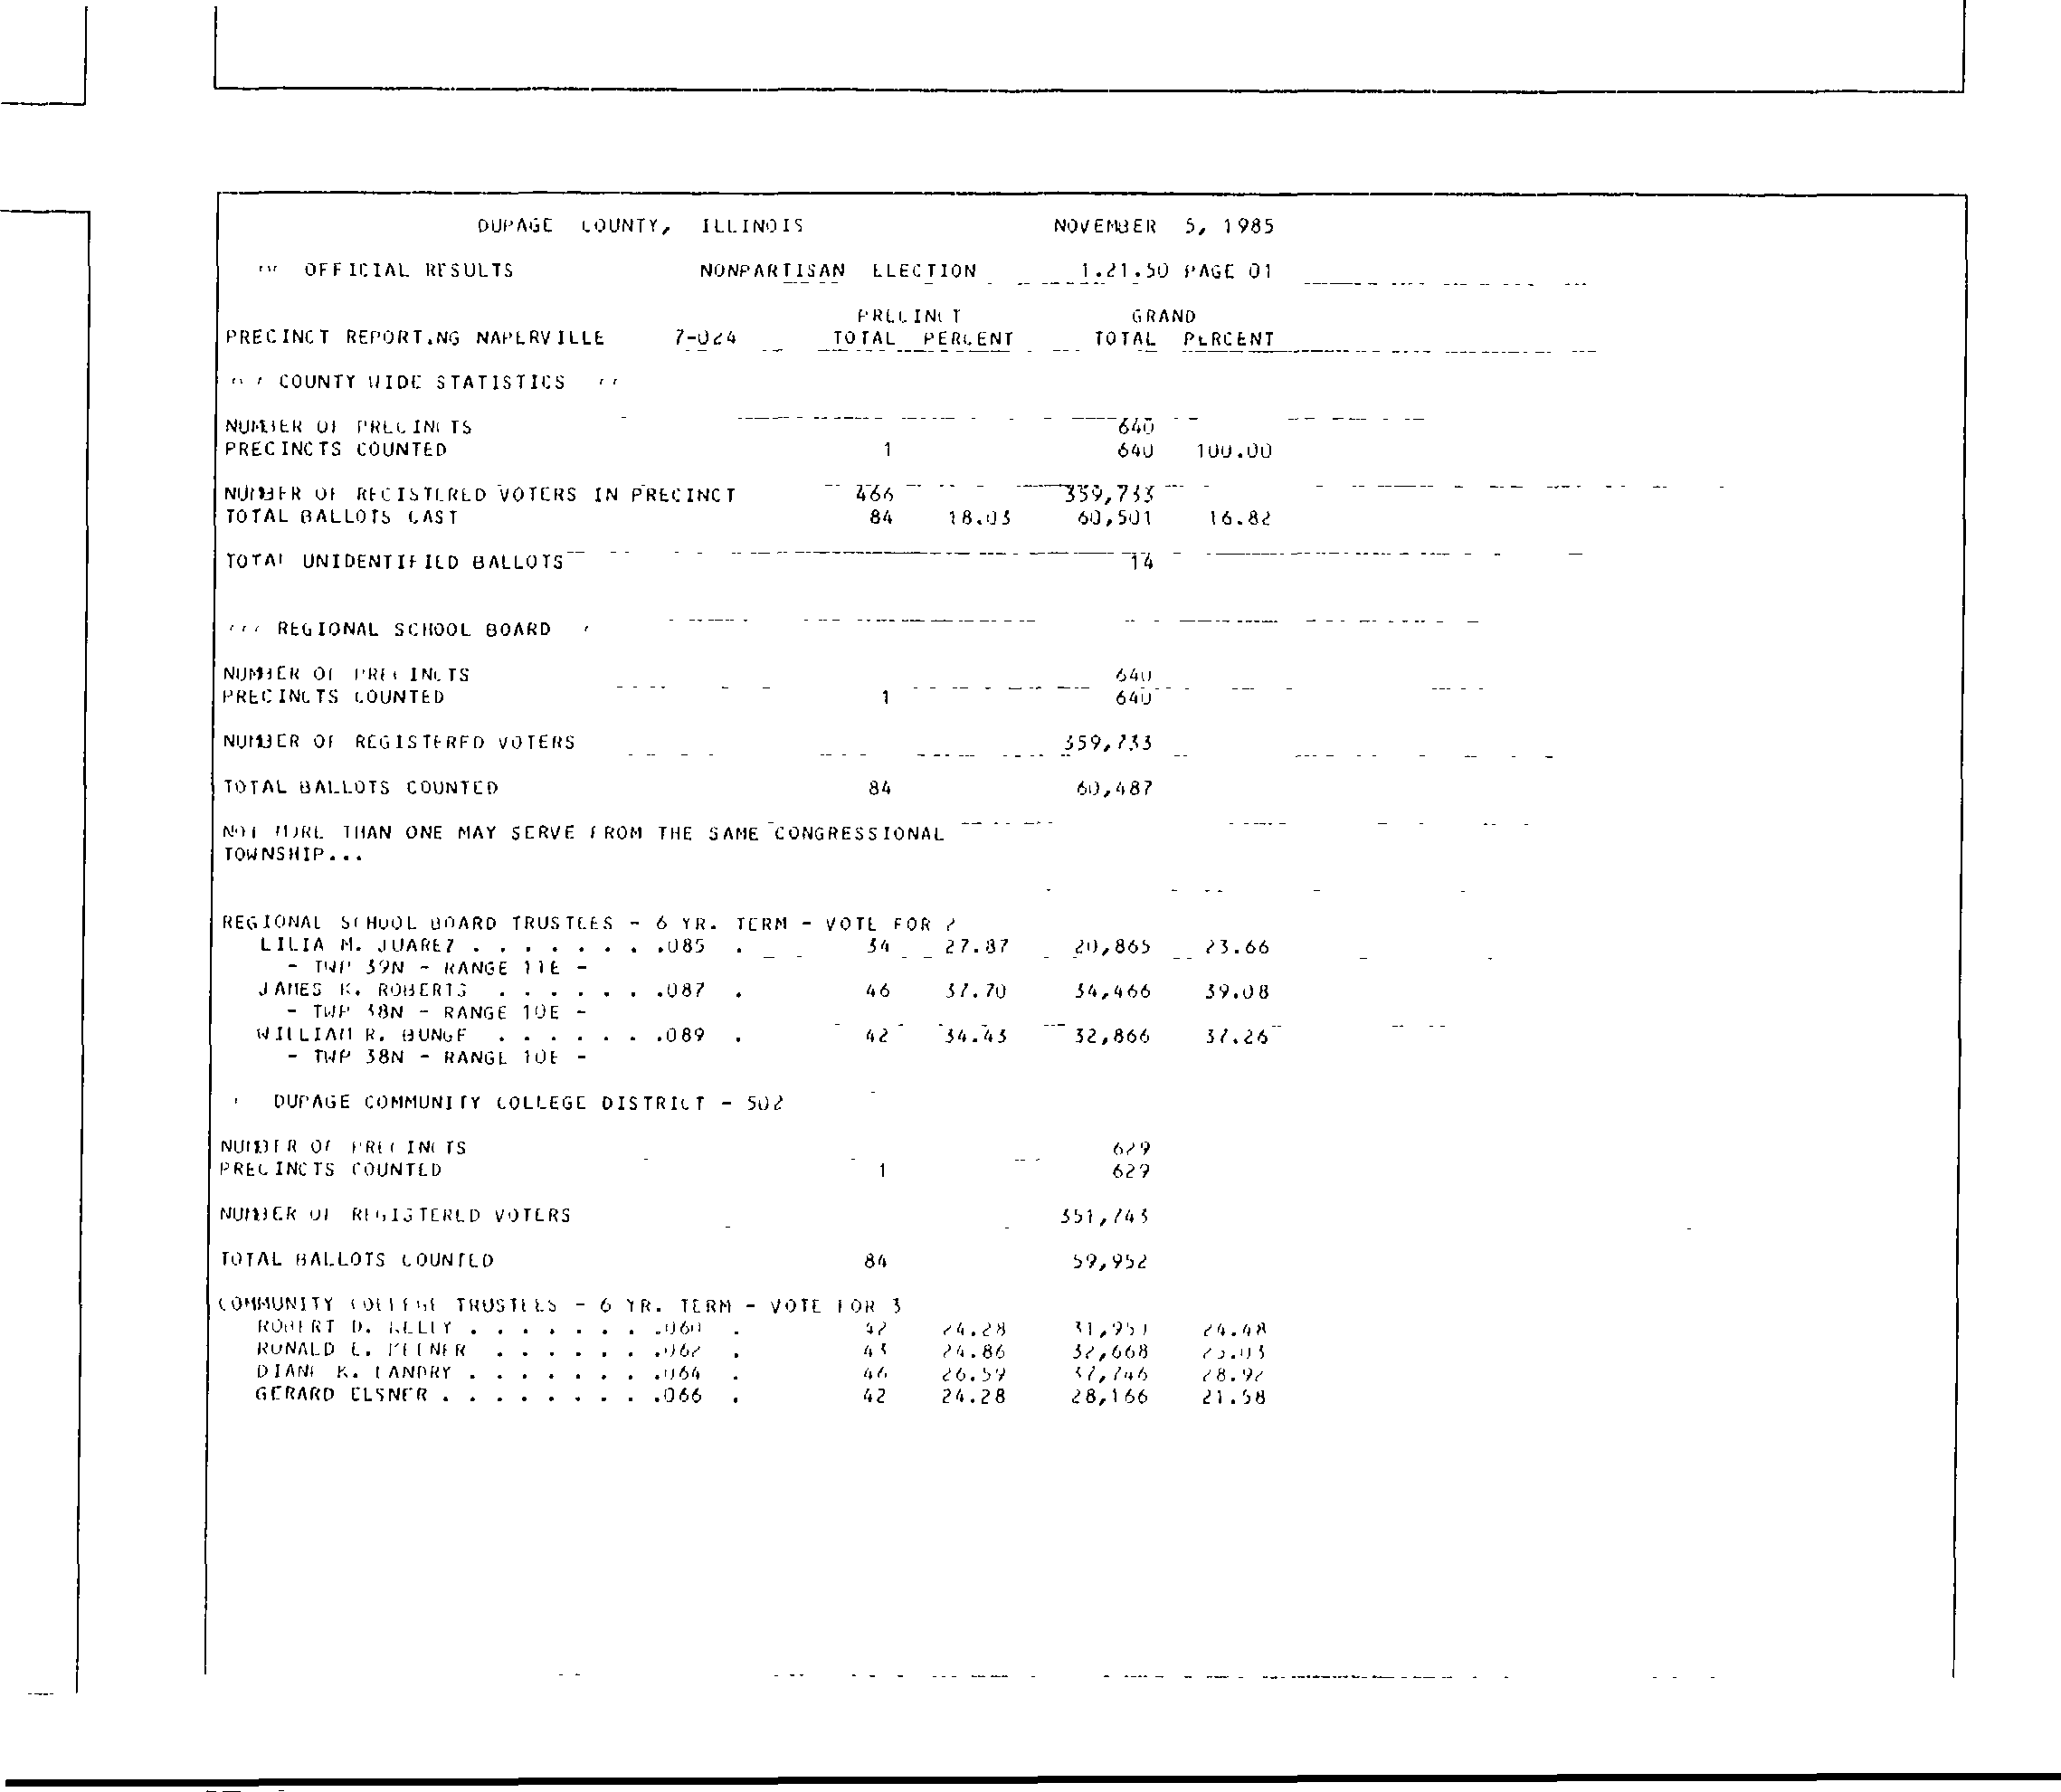 DUPAGE COUNTY, ILLINOIS NOVEMBER 5, 1985
OFFICIAL RESULTS NONPARTISAN ELECTION 1.21.50 PAGE 01
PRECINCT GRAND
PRECINCT REPORTING NAPERVILLE 7-024 TOTAL PERCENT TOTAL PERCENT
COUNTY WIDE STATISTICS
NUMBER OF PRECINCTS 640
PRECINCTS COUNTED 1 640 100.00
NUMBER OF REGISTERED VOTERS IN PRECINCT 466 359,733
TOTAL BALLOTS CAST 84 18.03 60,501 16.82
TOTAL UNIDENTIFIED BALLOTS 14
REGIONAL SCHOOL BOARD
NUMBER OF PRECINCTS 640
PRECINCTS COUNTED 1 640
NUMBER OF REGISTERED VOTERS 359,733
TOTAL BALLOTS COUNTED 84 60,487
NOT MORE THAN ONE MAY SERVE FROM THE SAME CONGRESSIONAL
TOWNSHIP...
REGIONAL SCHOOL BOARD TRUSTEES - 6 YR. TERM - VOTE FOR 2
LILIA M. JUAREZ . . . . . . . .085 . 34 27.87 20,865 23.66
- TWP 39N - RANGE 11E -
JAMES R. ROBERTS . . . . . . .087 . 46 37.70 34,466 39.08
- TWP 38N - RANGE 10E -
WILLIAM R. BUNGE . . . . . . .089 . 42 34.43 32,866 37.26
- TWP 38N - RANGE 10E -
DUPAGE COMMUNITY COLLEGE DISTRICT - 502
NUMBER OF PRECINCTS 629
PRECINCTS COUNTED 1 629
NUMBER OF REGISTERED VOTERS 351,743
TOTAL BALLOTS COUNTED 84 59,952
COMMUNITY COLLEGE TRUSTEES - 6 YR. TERM - VOTE FOR 3
ROBERT D. KELLY . . . . . . . .060 . 42 24.28 24.48
RONALD E. KELNER . . . . . . .062 . 43 24.86 32,668 25.03
DIANE K. LANDRY . . . . . . . .064 . 46 26.59 37,746 28.92
GERARD ELSNER . . . . . . . . .066 . 42 24.28 28,166 21.58